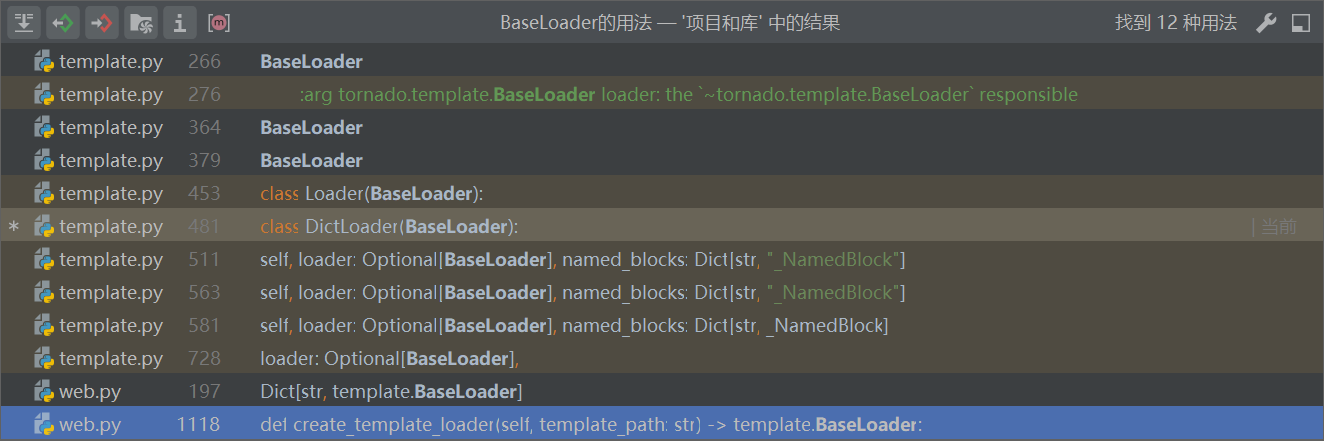 BaseLoader的用法 — '项目和库' 中的结果 找到 12 种用法
template.py 266 BaseLoader
template.py 276 :arg tornado.template.BaseLoader loader: the `~tornado.template.BaseLoader` responsible
template.py 364 BaseLoader
template.py 379 BaseLoader
template.py 453 class Loader(BaseLoader):
* template.py 481 class DictLoader(BaseLoader): | 当前
template.py 511 self, loader: Optional[BaseLoader], named_blocks: Dict[str, "_NamedBlock"]
template.py 563 self, loader: Optional[BaseLoader], named_blocks: Dict[str, "_NamedBlock"]
template.py 581 self, loader: Optional[BaseLoader], named_blocks: Dict[str, _NamedBlock]
template.py 728 loader: Optional[BaseLoader],
web.py 197 Dict[str, template.BaseLoader]
web.py 1118 def create_template_loader(self, template_path: str) -> template.BaseLoader: